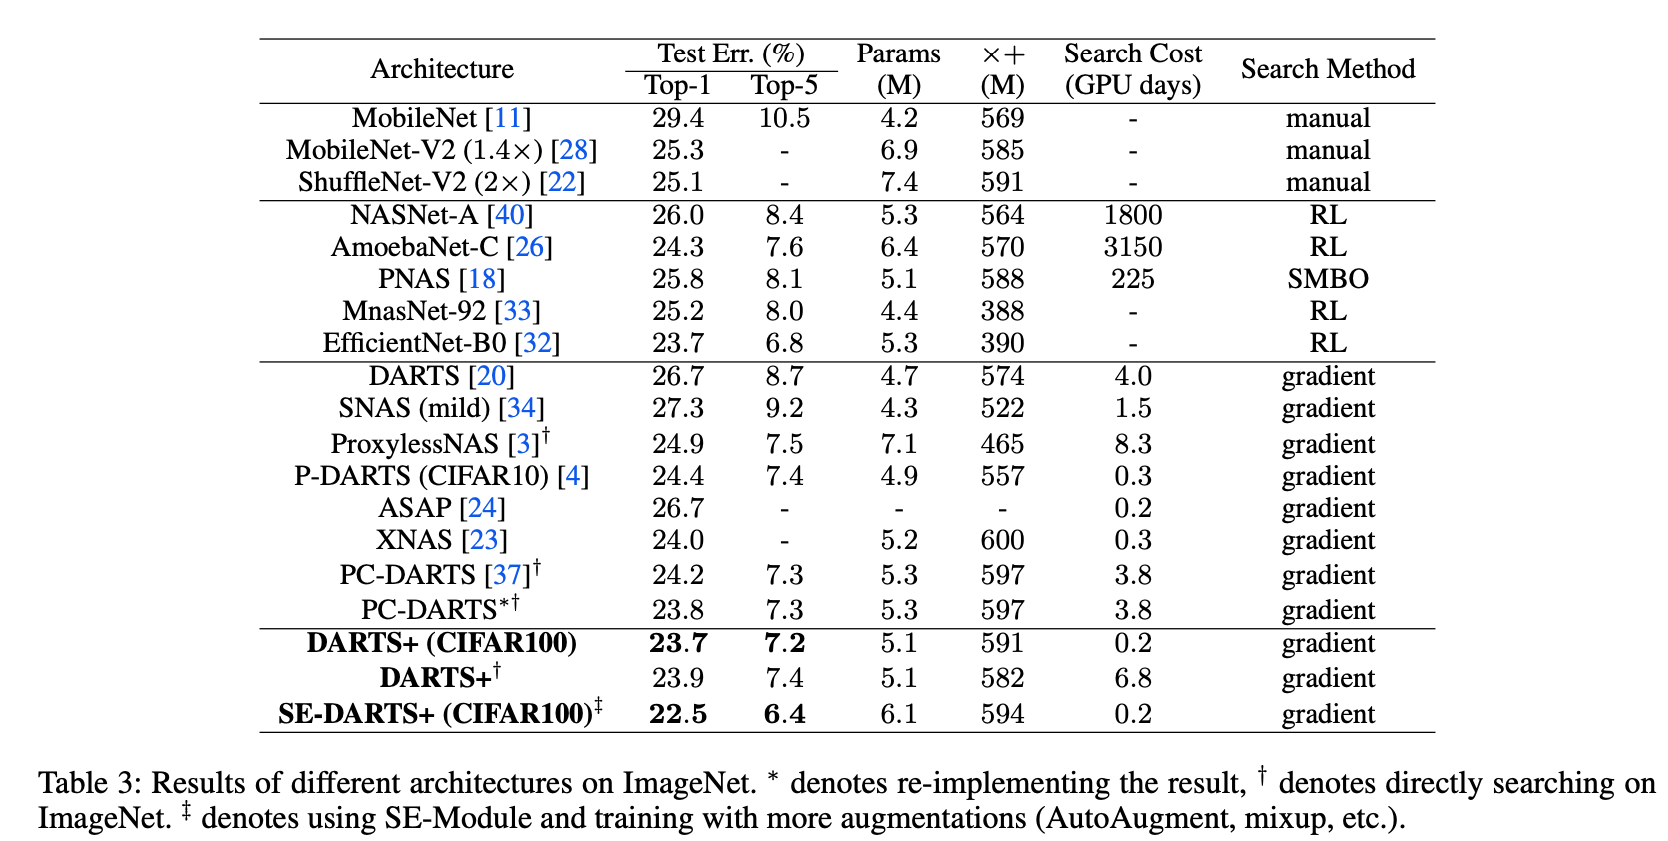 Architecture Test Err. (%) Params ×+ Search Cost Search Method
Top-1 Top-5 (M) (M) (GPU days)
MobileNet [11] 29.4 10.5 4.2 569 - manual
MobileNet-V2 (1.4×) [28] 25.3 - 6.9 585 - manual
ShuffleNet-V2 (2×) [22] 25.1 - 7.4 591 - manual
NASNet-A [40] 26.0 8.4 5.3 564 1800 RL
AmoebaNet-C [26] 24.3 7.6 6.4 570 3150 RL
PNAS [18] 25.8 8.1 5.1 588 225 SMBO
MnasNet-92 [33] 25.2 8.0 4.4 388 - RL
EfficientNet-B0 [32] 23.7 6.8 5.3 390 - RL
DARTS [20] 26.7 8.7 4.7 574 4.0 gradient
SNAS (mild) [34] 27.3 9.2 4.3 522 1.5 gradient
ProxylessNAS [3]† 24.9 7.5 7.1 465 8.3 gradient
P-DARTS (CIFAR10) [4] 24.4 7.4 4.9 557 0.3 gradient
ASAP [24] 26.7 - - - 0.2 gradient
XNAS [23] 24.0 - 5.2 600 0.3 gradient
PC-DARTS [37]† 24.2 7.3 5.3 597 3.8 gradient
PC-DARTS*† 23.8 7.3 5.3 597 3.8 gradient
DARTS+ (CIFAR100) 23.7 7.2 5.1 591 0.2 gradient
DARTS+† 23.9 7.4 5.1 582 6.8 gradient
SE-DARTS+ (CIFAR100)‡ 22.5 6.4 6.1 594 0.2 gradient
Table 3: Results of different architectures on ImageNet. * denotes re-implementing the result, † denotes directly searching on
ImageNet. ‡ denotes using SE-Module and training with more augmentations (AutoAugment, mixup, etc.).